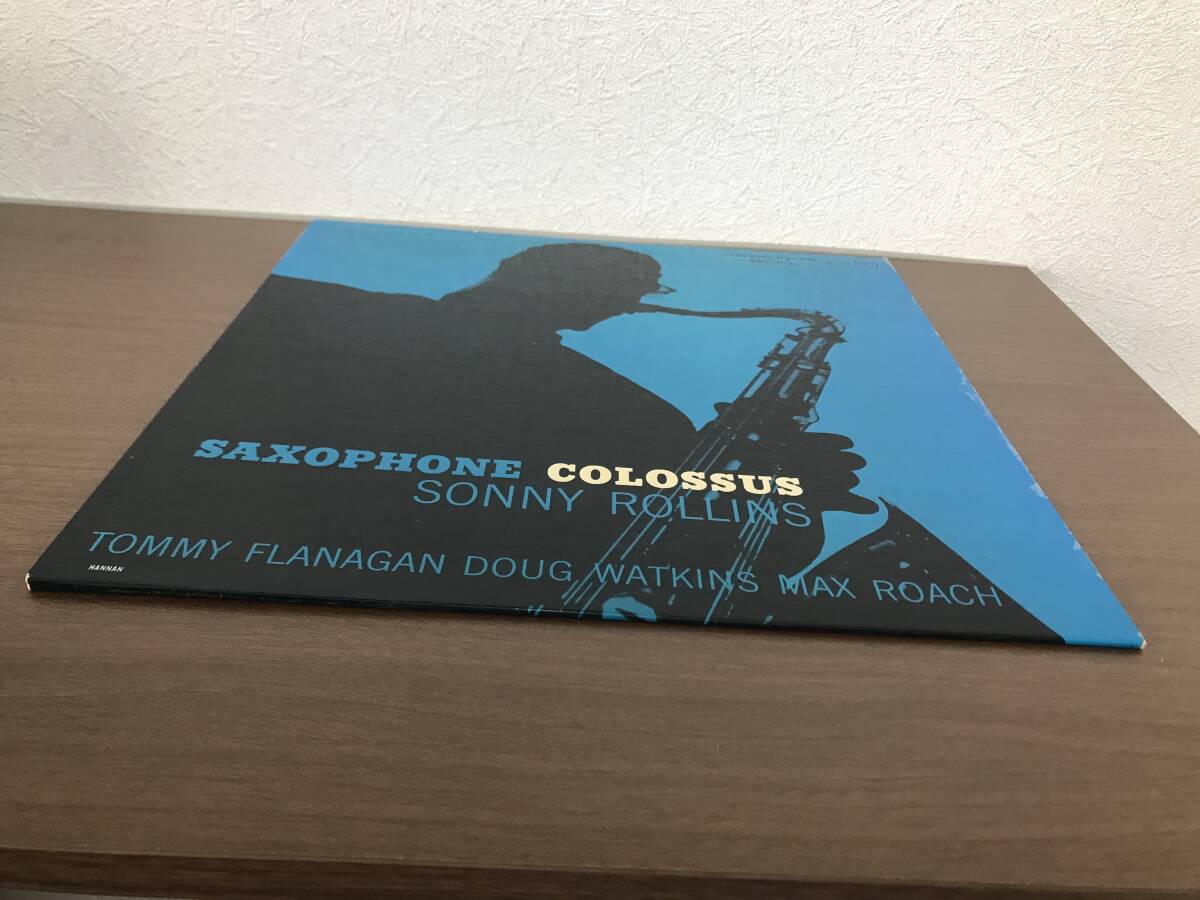 SAXOPHONE COLOSSUS
SONNY ROLLINS
TOMMY FLANAGAN DOUG WATKINS MAX ROACH
HANNAN